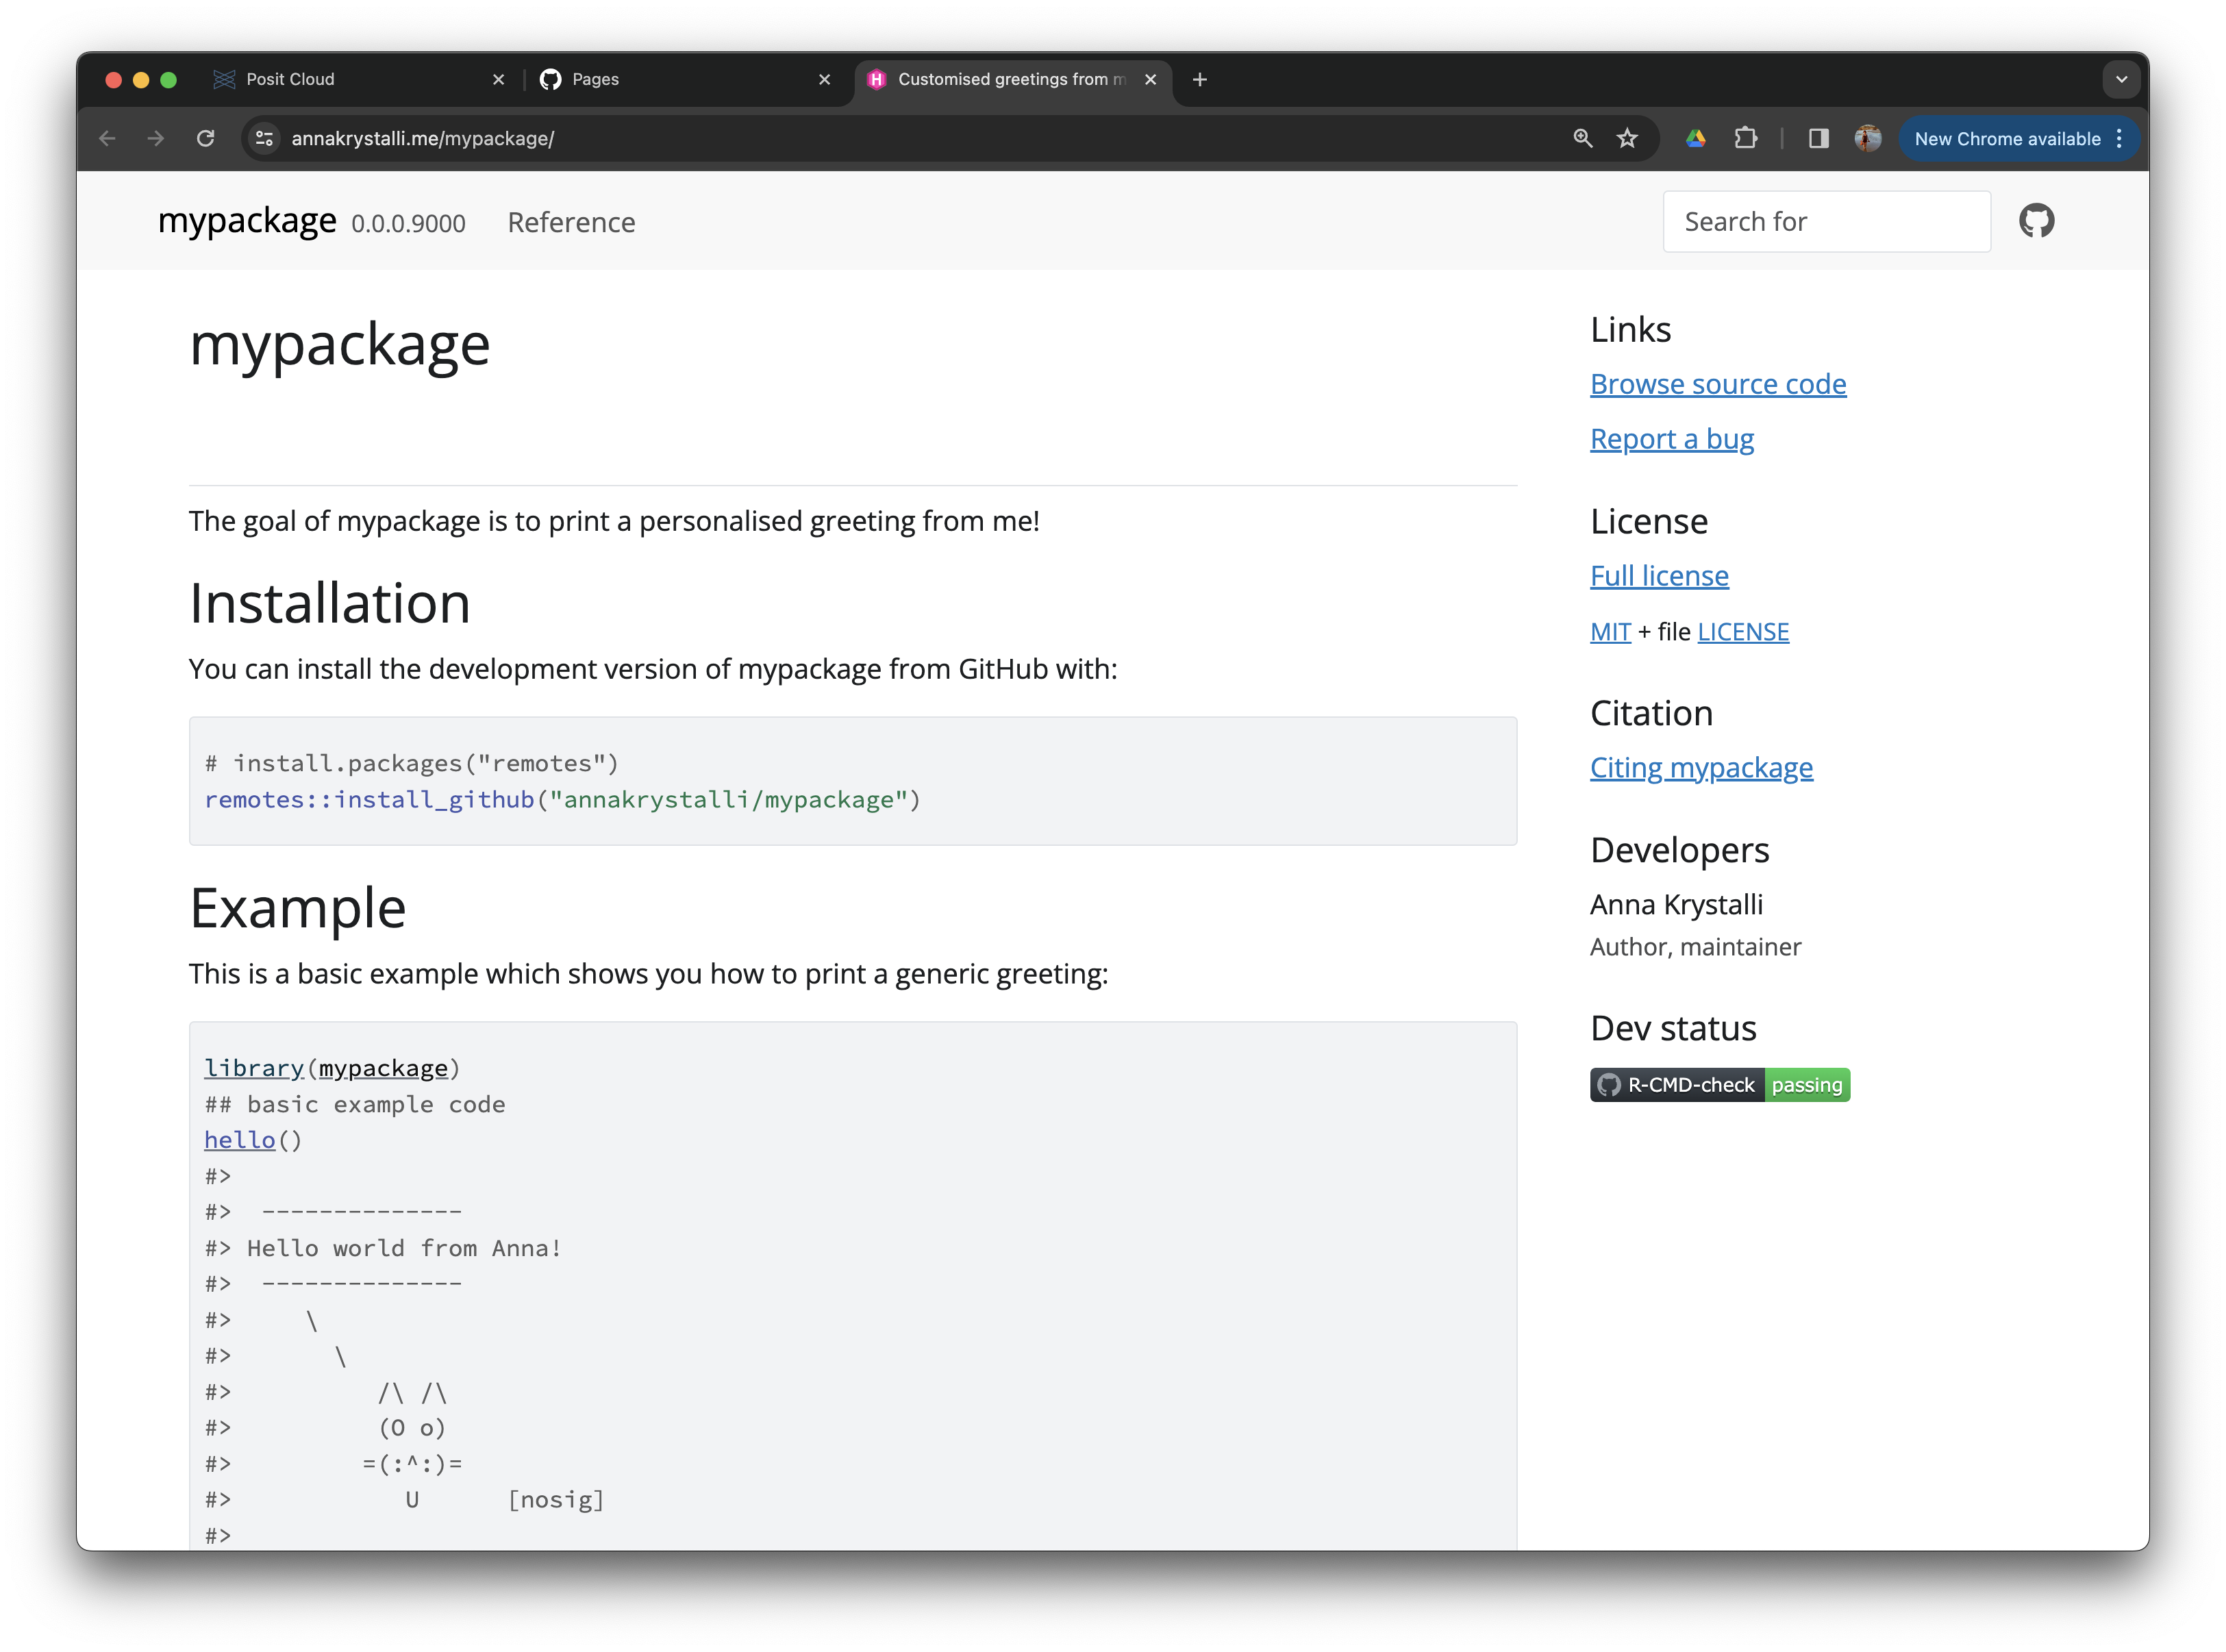 Posit Cloud
Pages
Customised greetings from m
annakrystalli.me/mypackage/
New Chrome available
mypackage 0.0.0.9000 Reference
Search for
mypackage
The goal of mypackage is to print a personalised greeting from me!
Installation
You can install the development version of mypackage from GitHub with:
# install.packages("remotes")
remotes::install_github("annakrystalli/mypackage")
Example
This is a basic example which shows you how to print a generic greeting:
library(mypackage)
## basic example code
hello()
#>
#>  --------------
#> Hello world from Anna!
#>  --------------
#>     \
#>       \
#>          /\ /\
#>          (O o)
#>         =(:^:)=
#>            U      [nosig]
#>
Links
Browse source code
Report a bug
License
Full license
MIT + file LICENSE
Citation
Citing mypackage
Developers
Anna Krystalli
Author, maintainer
Dev status
R-CMD-check passing